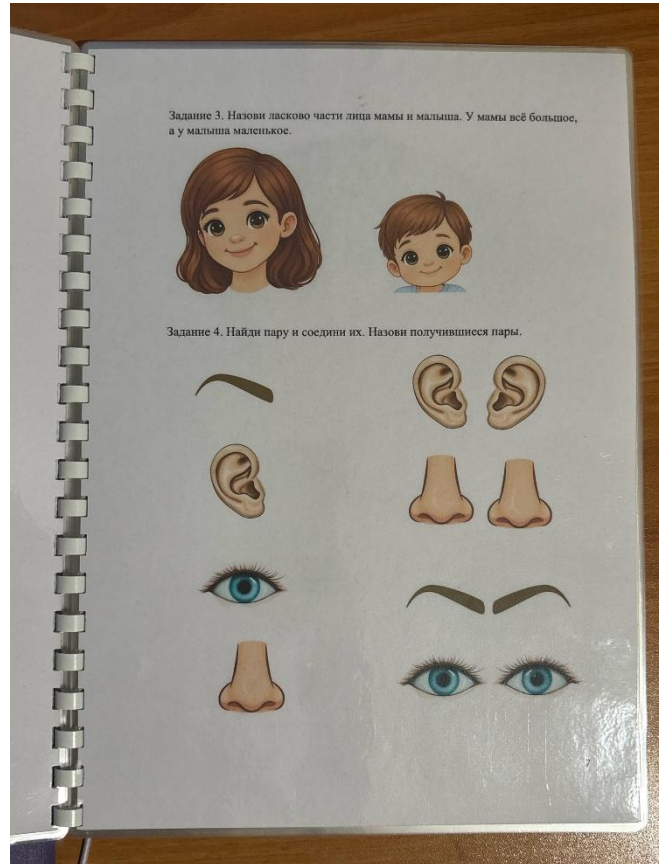 Задание 3. Назови ласково части лица мамы и малыша. У мамы всё большое,
а у малыша маленькое.
Задание 4. Найди пару и соедини их. Назови получившиеся пары.
7